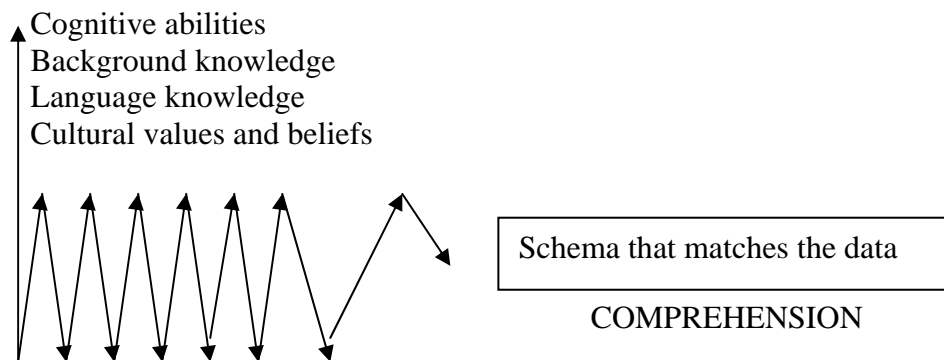 Cognitive abilities
Background knowledge
Language knowledge
Cultural values and beliefs
Schema that matches the data
COMPREHENSION